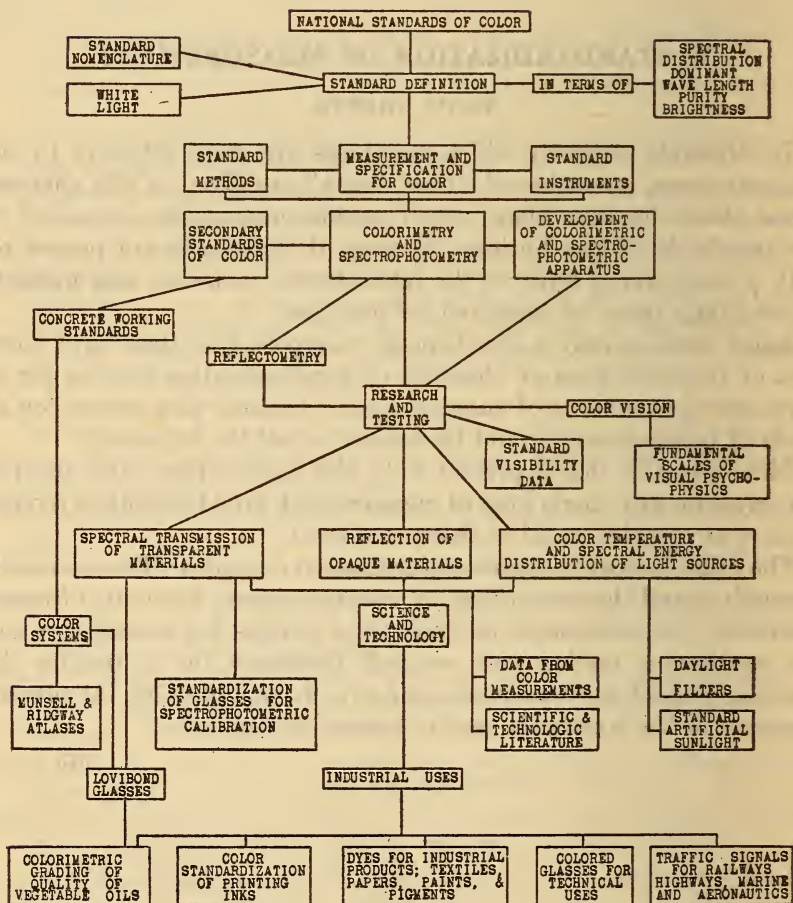 NATIONAL STANDARDS OF COLOR
STANDARD
NOMENCLATURE
WHITE
LIGHT
STANDARD DEFINITION
IN TERMS OF
SPECTRAL
DISTRIBUTION
DOMINANT
WAVE LENGTH
PURITY
BRIGHTNESS
STANDARD
METHODS
MEASUREMENT AND
SPECIFICATION
FOR COLOR
STANDARD
INSTRUMENTS
SECONDARY
STANDARDS
OF COLOR
COLORIMETRY
AND
SPECTROPHOTOMETRY
DEVELOPMENT
OF COLORIMETRIC
AND SPECTRO-
PHOTOMETRIC
APPARATUS
CONCRETE WORKING
STANDARDS
REFLECTOMETRY
RESEARCH
AND
TESTING
COLOR VISION
STANDARD
VISIBILITY
DATA
FUNDAMENTAL
SCALES OF
VISUAL PSYCHO-
PHYSICS
SPECTRAL TRANSMISSION
OF TRANSPARENT
MATERIALS
REFLECTION OF
OPAQUE MATERIALS
COLOR TEMPERATURE
AND SPECTRAL ENERGY
DISTRIBUTION OF LIGHT SOURCES
COLOR
SYSTEMS
SCIENCE
AND
TECHNOLOGY
MUNSELL &
RIDGWAY
ATLASES
STANDARDIZATION
OF GLASSES FOR
SPECTROPHOTOMETRIC
CALIBRATION
DATA FROM
COLOR
MEASUREMENTS
DAYLIGHT
FILTERS
SCIENTIFIC &
TECHNOLOGIC
LITERATURE
STANDARD
ARTIFICIAL
SUNLIGHT
LOVIBOND
GLASSES
INDUSTRIAL USES
COLORIMETRIC
GRADING OF
QUALITY OF
VEGETABLE OILS
COLOR
STANDARDIZATION
OF PRINTING
INKS
DYES FOR INDUSTRIAL
PRODUCTS; TEXTILES,
PAPERS, PAINTS, &
PIGMENTS
COLORED
GLASSES FOR
TECHNICAL
USES
TRAFFIC SIGNALS
FOR RAILWAYS
HIGHWAYS, MARINE
AND AERONAUTICS